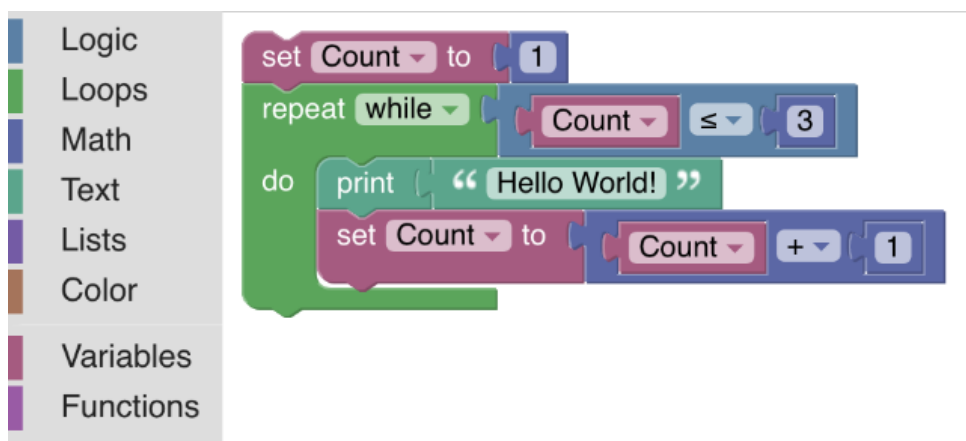 Logic
Loops
Math
Text
Lists
Color
Variables
Functions
set Count to 1
repeat while Count ≤ 3
do print “ Hello World! ”
set Count to Count + 1